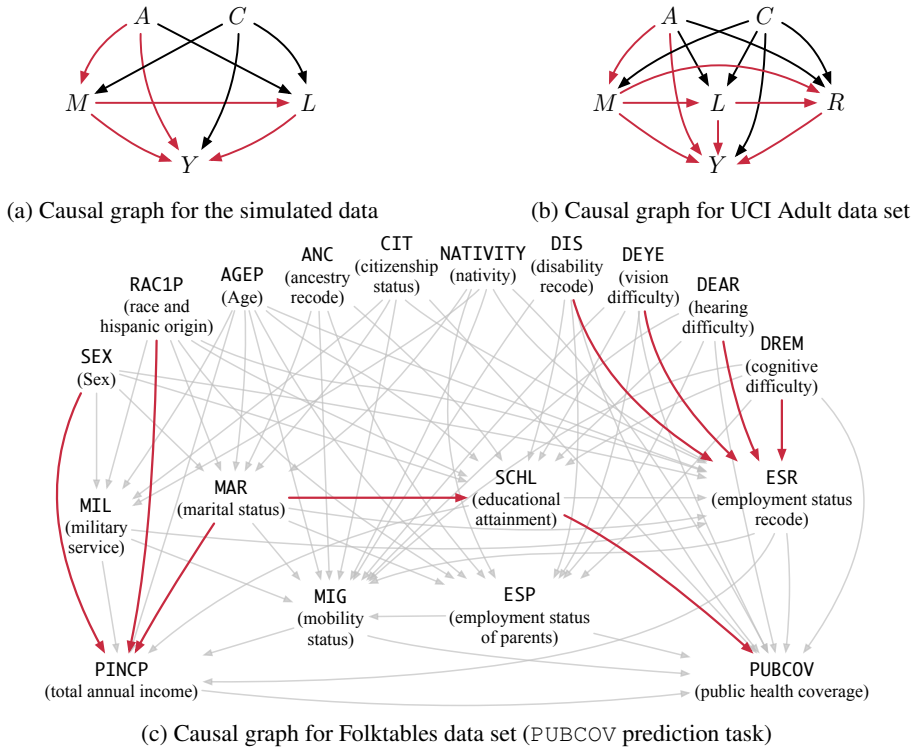 A C
M L
Y
A C
M L R
Y
(a) Causal graph for the simulated data
(b) Causal graph for UCI Adult data set
RAC1P
(race and
hispanic origin)
AGEP
(Age)
ANC
(ancestry
recode)
CIT
(citizenship
status)
NATIVITY
(nativity)
DIS
(disability
recode)
DEYE
(vision
difficulty)
DEAR
(hearing
difficulty)
DREM
(cognitive
difficulty)
SEX
(Sex)
MIL
(military
service)
MAR
(marital status)
SCHL
(educational
attainment)
ESR
(employment status
recode)
MIG
(mobility
status)
ESP
(employment status
of parents)
PINCP
(total annual income)
PUBCOV
(public health coverage)
(c) Causal graph for Folktables data set (PUBCOV prediction task)